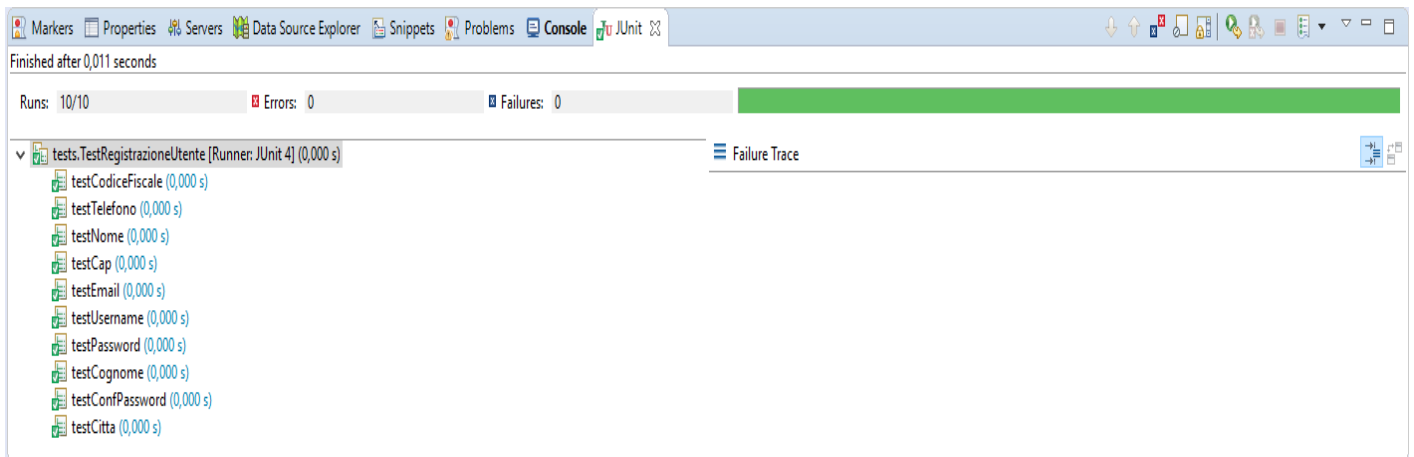 Markers Properties Servers Data Source Explorer Snippets Problems Console Ju JUnit
Finished after 0,011 seconds
Runs: 10/10 Errors: 0 Failures: 0
tests.TestRegistrazioneUtente [Runner: JUnit 4] (0,000 s)
Failure Trace
testCodiceFiscale (0,000 s)
testTelefono (0,000 s)
testNome (0,000 s)
testCap (0,000 s)
testEmail (0,000 s)
testUsername (0,000 s)
testPassword (0,000 s)
testCognome (0,000 s)
testConfPassword (0,000 s)
testCitta (0,000 s)